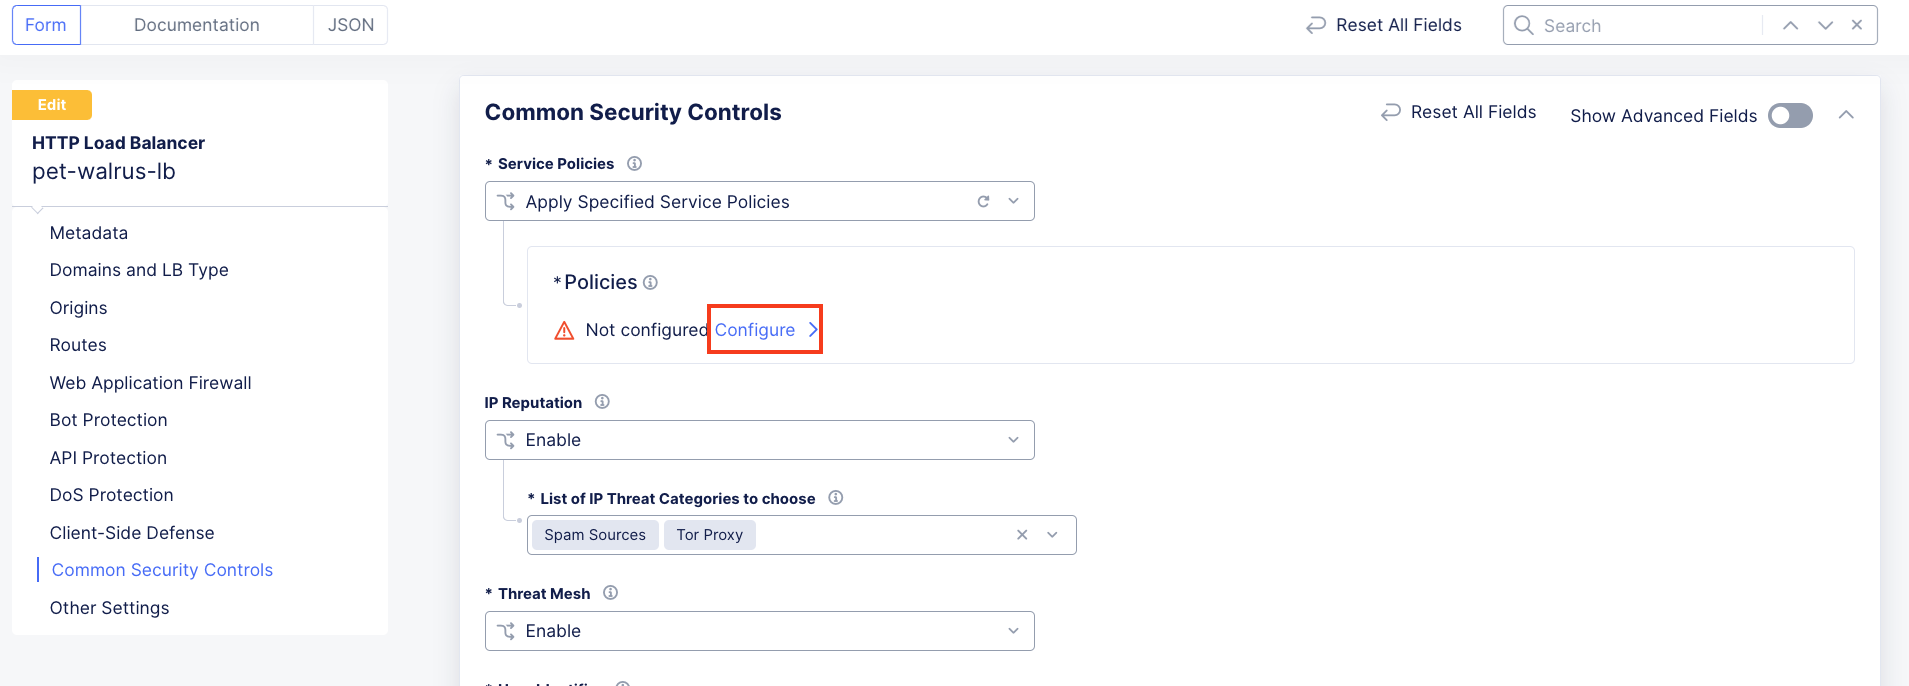 Form Documentation JSON Reset All Fields Search
Edit
HTTP Load Balancer
pet-walrus-lb
Metadata
Domains and LB Type
Origins
Routes
Web Application Firewall
Bot Protection
API Protection
DoS Protection
Client-Side Defense
Common Security Controls
Other Settings
Common Security Controls Reset All Fields Show Advanced Fields
* Service Policies
Apply Specified Service Policies
* Policies
Not configured Configure
IP Reputation
Enable
* List of IP Threat Categories to choose
Spam Sources Tor Proxy
* Threat Mesh
Enable